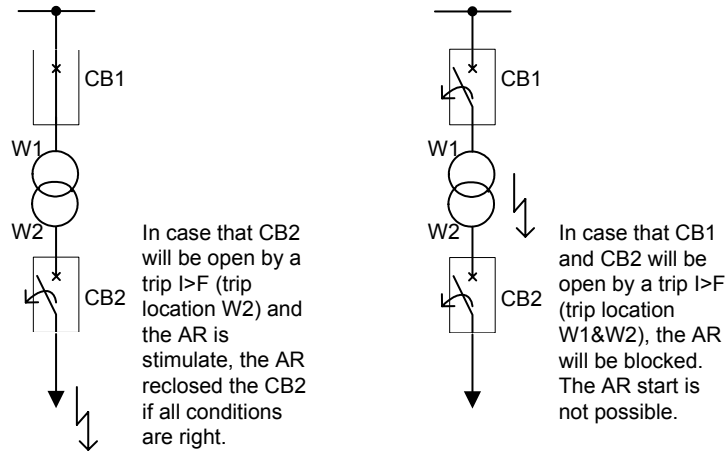 CB1
W1
W2
CB2
In case that CB2
will be open by a
trip I>F (trip
location W2) and
the AR is
stimulate, the AR
reclosed the CB2
if all conditions
are right.
CB1
W1
W2
CB2
In case that CB1
and CB2 will be
open by a trip I>F
(trip location
W1&W2), the AR
will be blocked.
The AR start is
not possible.